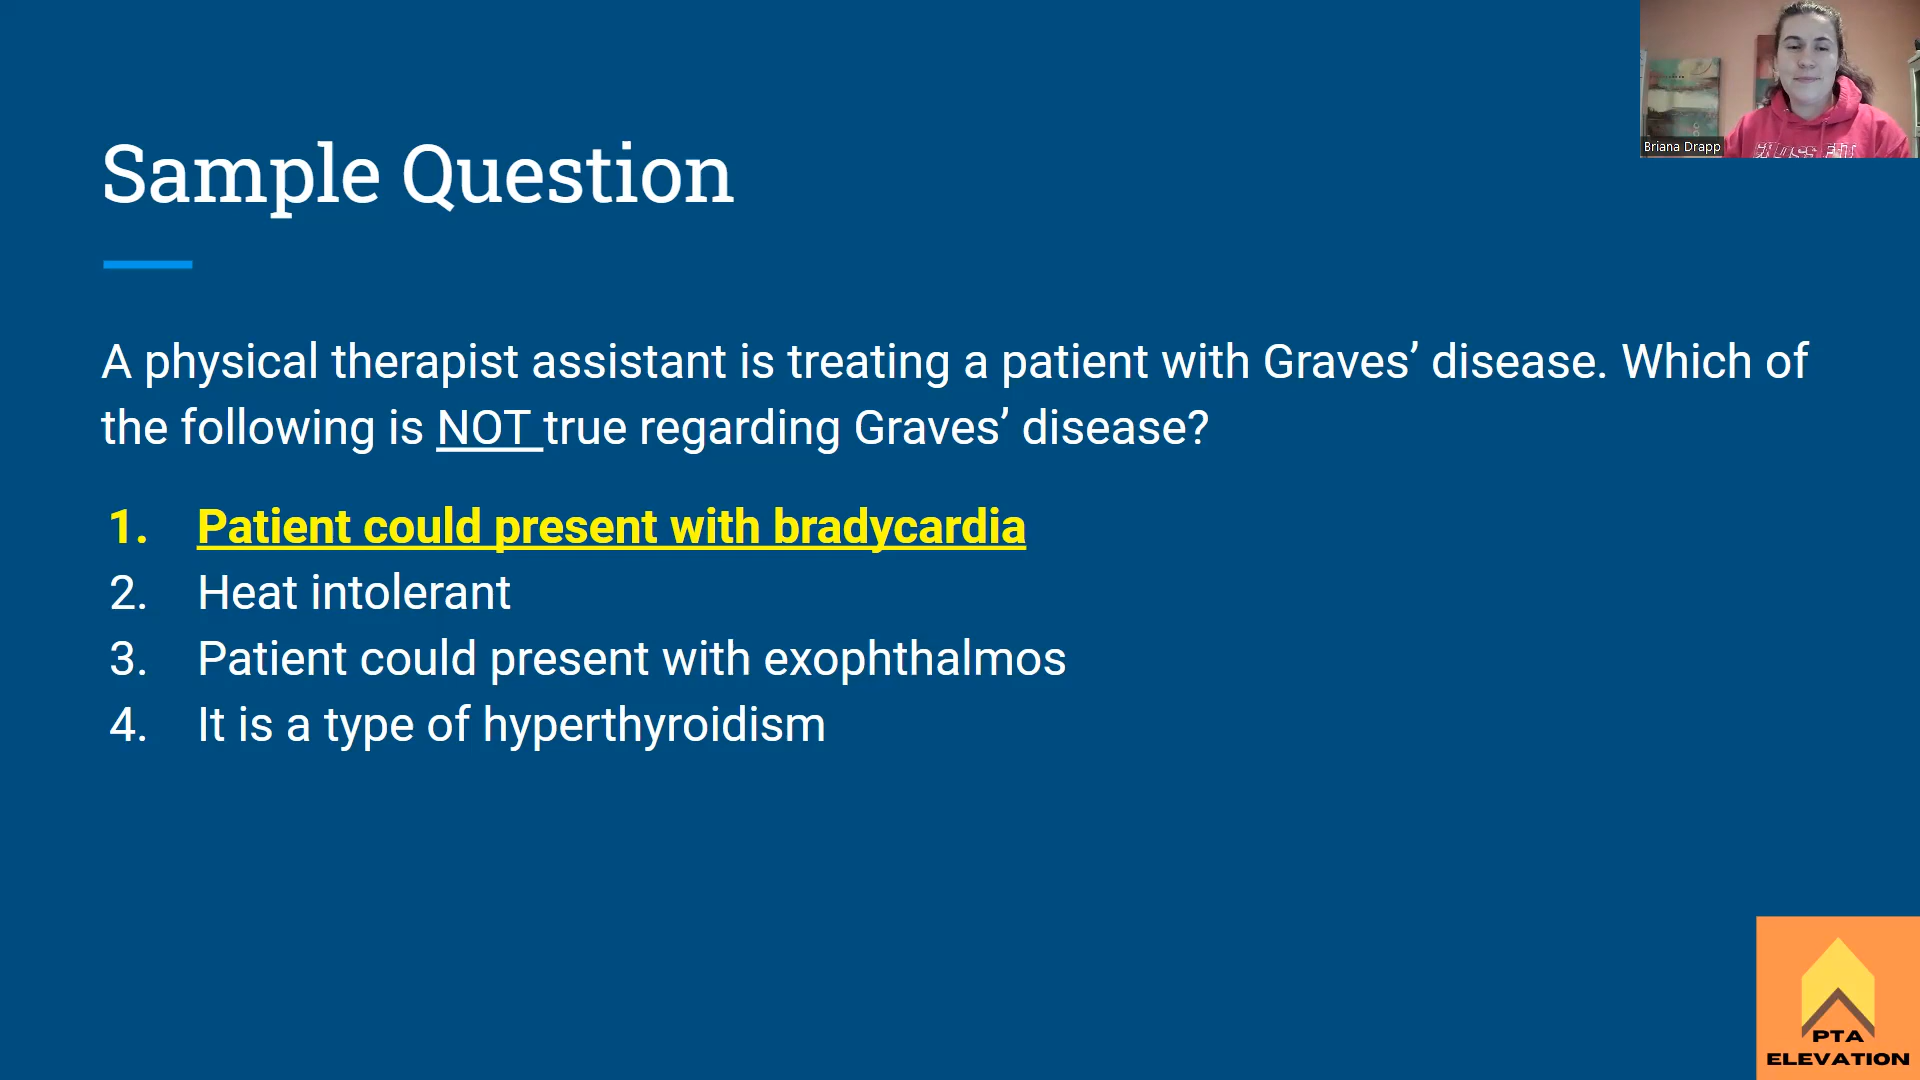 Briana Drapp
Sample Question
A physical therapist assistant is treating a patient with Graves’ disease. Which of
the following is NOT true regarding Graves’ disease?
1. Patient could present with bradycardia
2. Heat intolerant
3. Patient could present with exophthalmos
4. It is a type of hyperthyroidism
PTA
ELEVATION